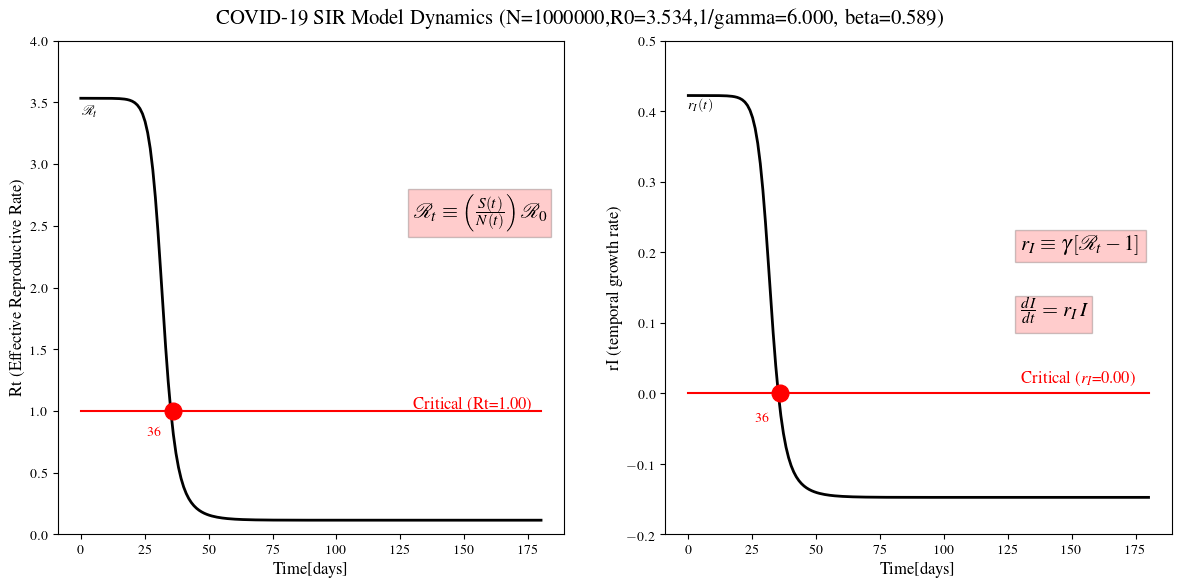 COVID-19 SIR Model Dynamics (N=1000000,R0=3.534,1/gamma=6.000, beta=0.589)
Rt (Effective Reproductive Rate)
4.0
3.5
3.0
2.5
2.0
1.5
1.0
0.5
0.0
ℛₜ
ℛₜ ≡ (S(t)/N(t)) ℛ₀
Critical (Rt=1.00)
36
0 25 50 75 100 125 150 175
Time[days]
rI (temporal growth rate)
0.5
0.4
0.3
0.2
0.1
0.0
−0.1
−0.2
r_I(t)
r_I ≡ γ[ℛₜ − 1]
dI/dt = r_I I
Critical (r_I=0.00)
36
0 25 50 75 100 125 150 175
Time[days]